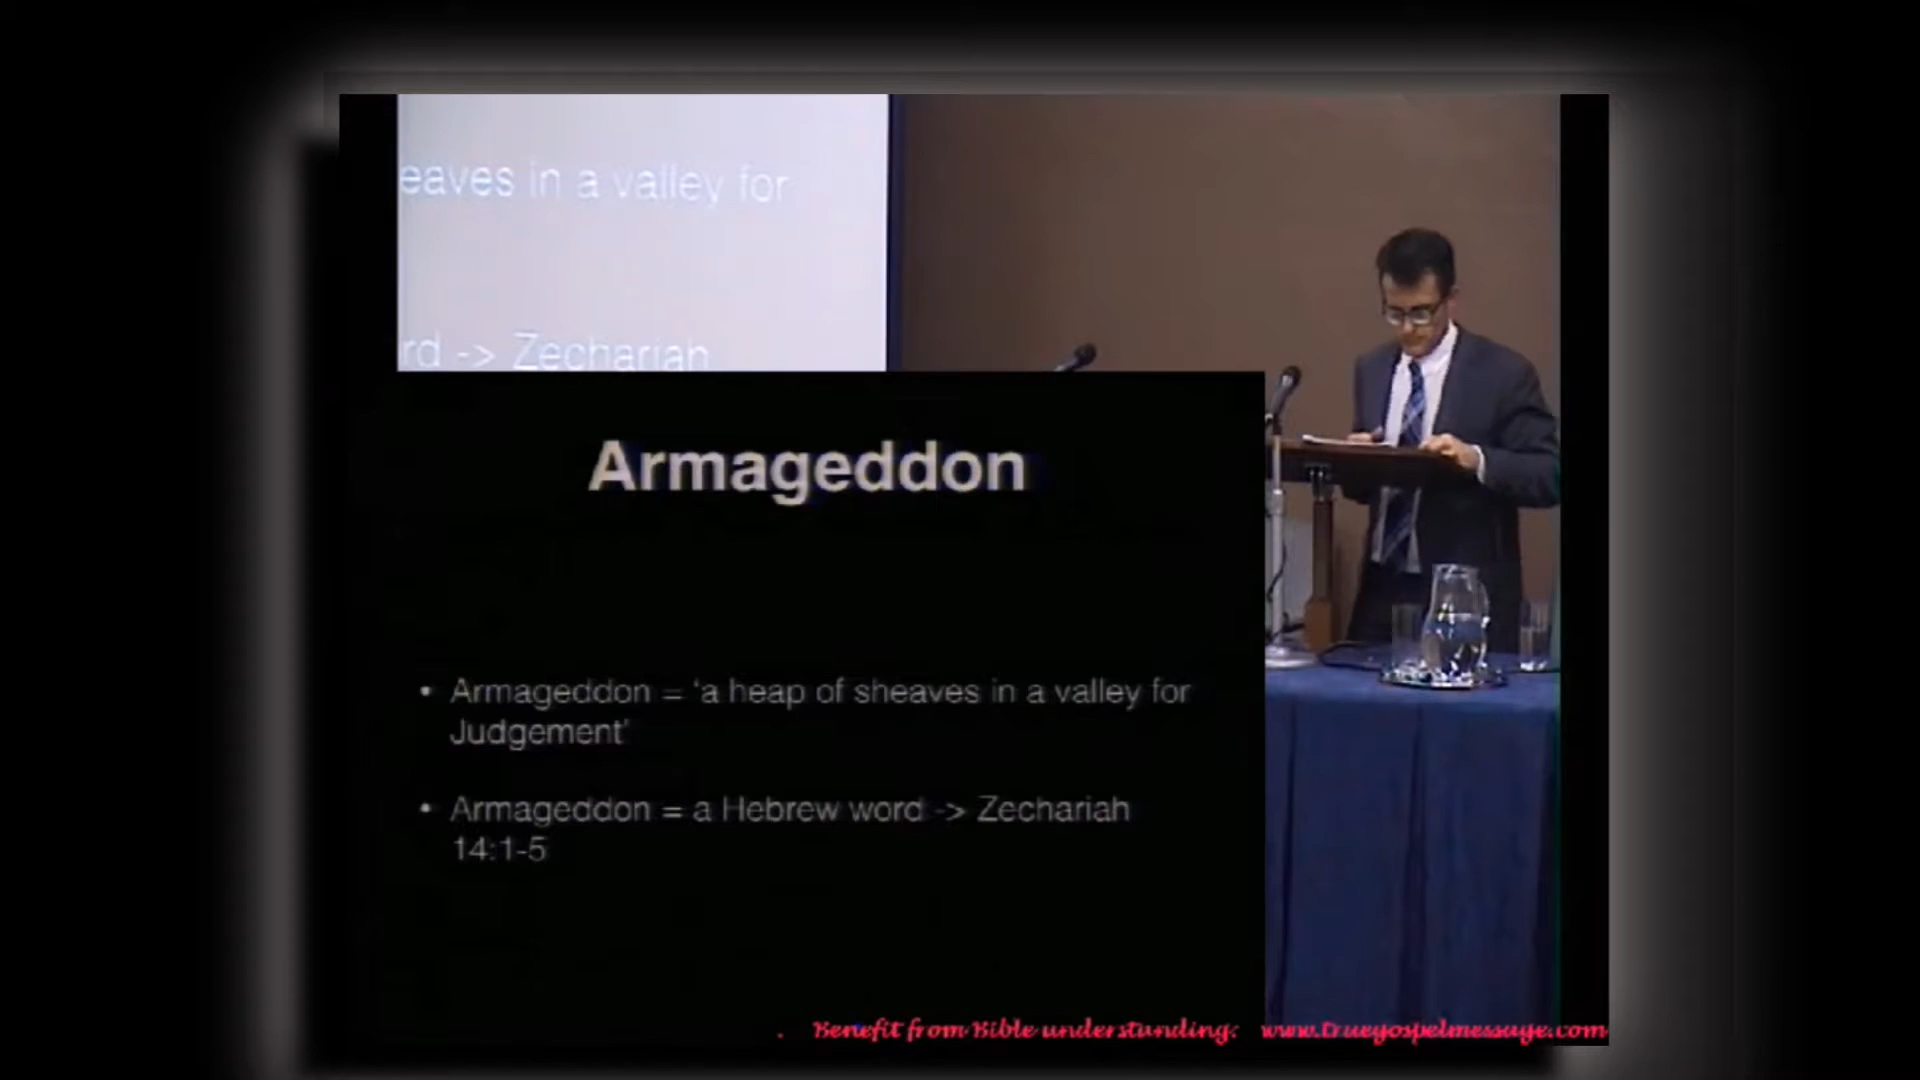 eaves in a valley for
rd -> Zechariah
Armageddon
• Armageddon = ‘a heap of sheaves in a valley for
Judgement’
• Armageddon = a Hebrew word -> Zechariah
14:1-5
. Benefit from Bible understanding: www.truegospelmessage.com